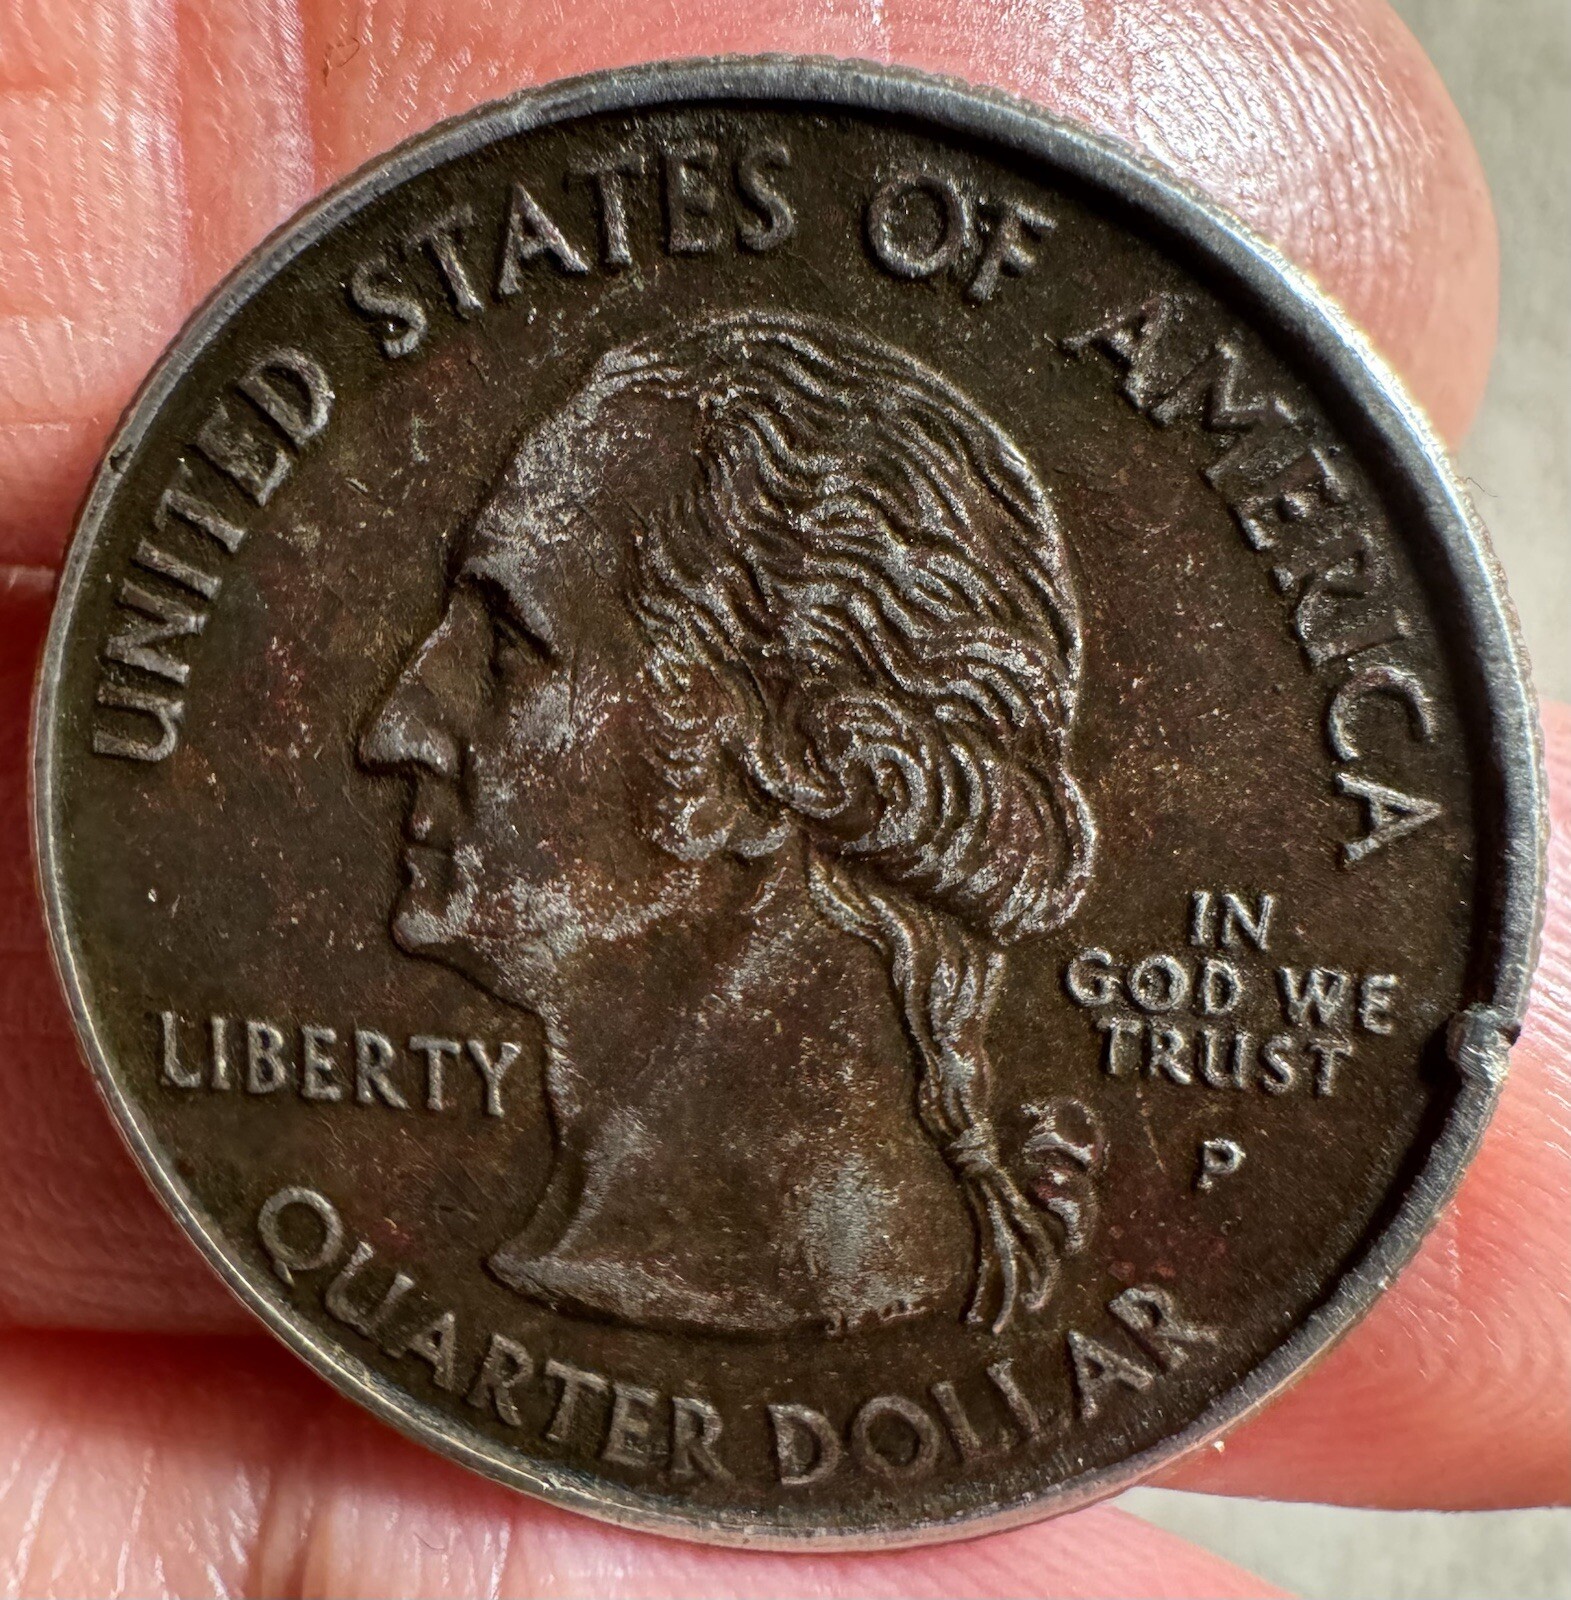 UNITED STATES OF AMERICA
LIBERTY
IN
GOD WE
TRUST
P
QUARTER DOLLAR